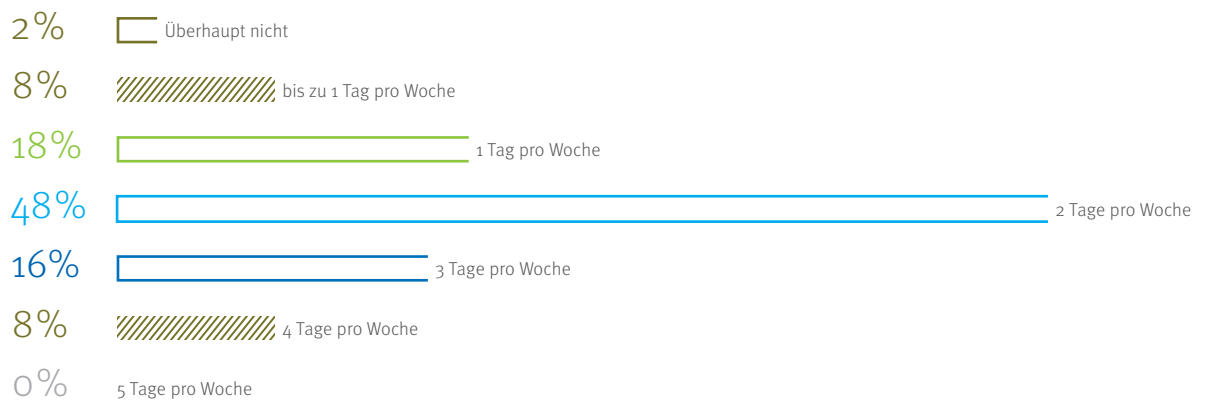 2% Überhaupt nicht
8% bis zu 1 Tag pro Woche
18% 1 Tag pro Woche
48% 2 Tage pro Woche
16% 3 Tage pro Woche
8% 4 Tage pro Woche
0% 5 Tage pro Woche